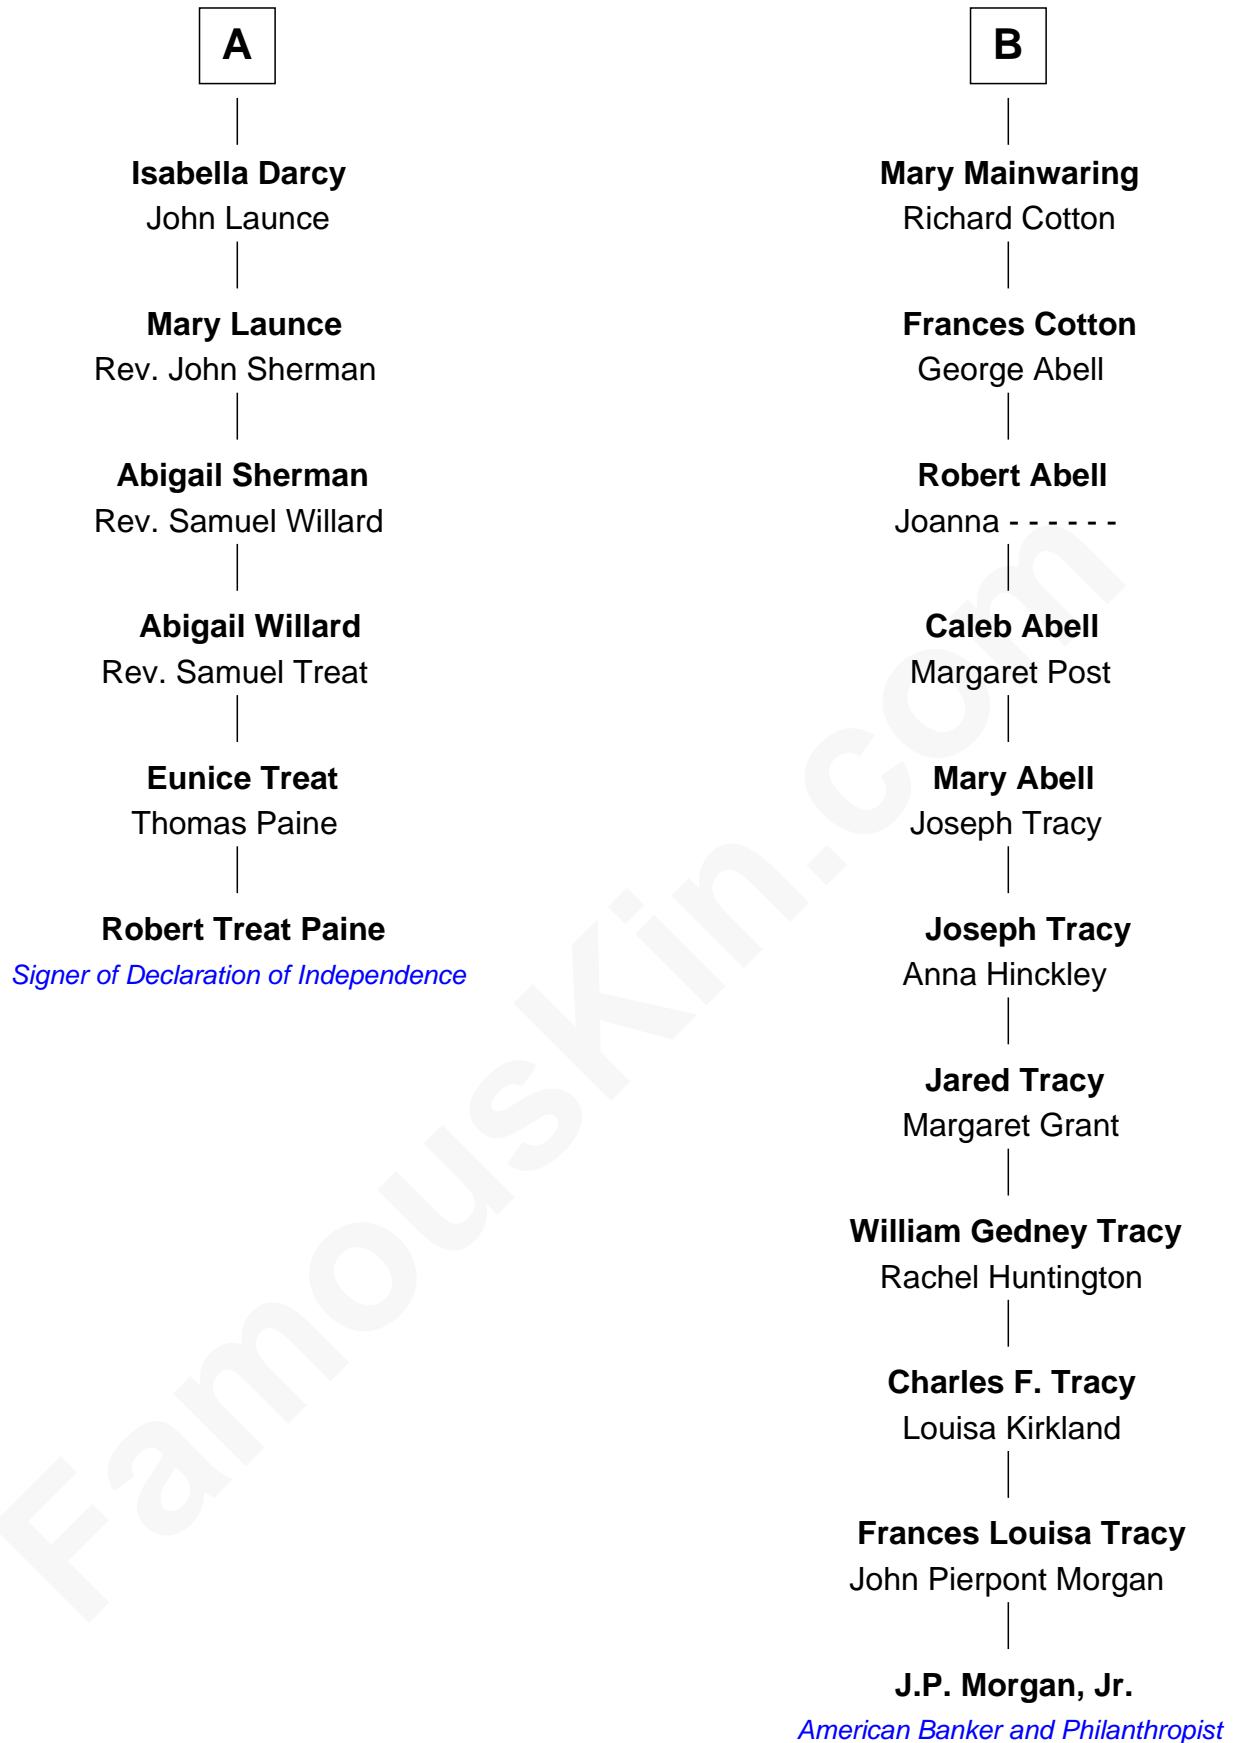 A
Isabella Darcy
John Launce
Mary Launce
Rev. John Sherman
Abigail Sherman
Rev. Samuel Willard
Abigail Willard
Rev. Samuel Treat
Eunice Treat
Thomas Paine
Robert Treat Paine
Signer of Declaration of Independence
B
Mary Mainwaring
Richard Cotton
Frances Cotton
George Abell
Robert Abell
Joanna - - - - - -
Caleb Abell
Margaret Post
Mary Abell
Joseph Tracy
Joseph Tracy
Anna Hinckley
Jared Tracy
Margaret Grant
William Gedney Tracy
Rachel Huntington
Charles F. Tracy
Louisa Kirkland
Frances Louisa Tracy
John Pierpont Morgan
J.P. Morgan, Jr.
American Banker and Philanthropist
FamousKin.com